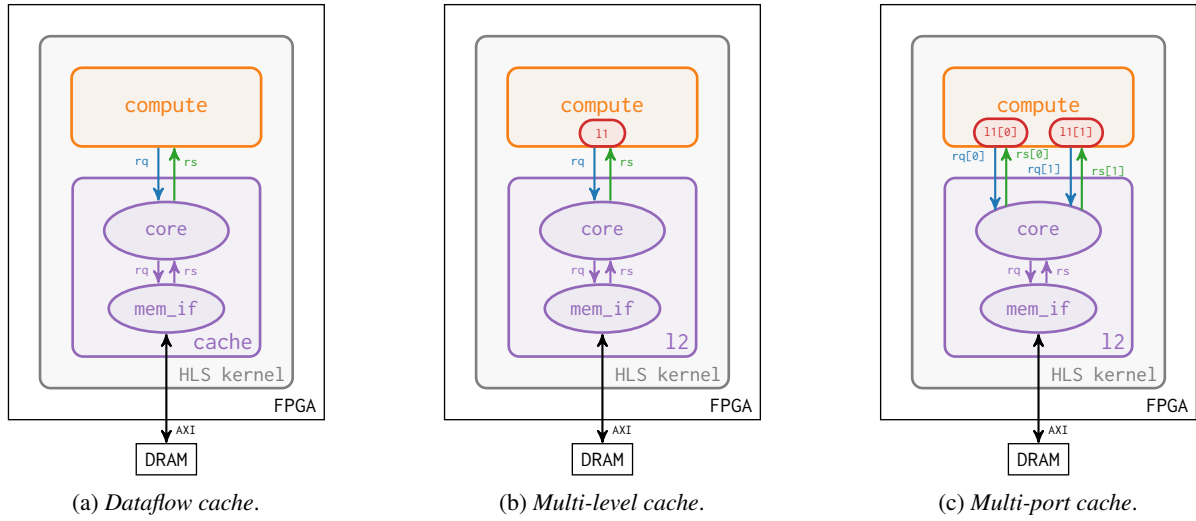 compute
rq
rs
core
rq
rs
mem_if
cache
HLS kernel
FPGA
AXI
DRAM
(a) Dataflow cache.
compute
l1
rq
rs
core
rq
rs
mem_if
l2
HLS kernel
FPGA
AXI
DRAM
(b) Multi-level cache.
compute
l1[0]
l1[1]
rq[0]
rs[0]
rq[1]
rs[1]
core
rq
rs
mem_if
l2
HLS kernel
FPGA
AXI
DRAM
(c) Multi-port cache.